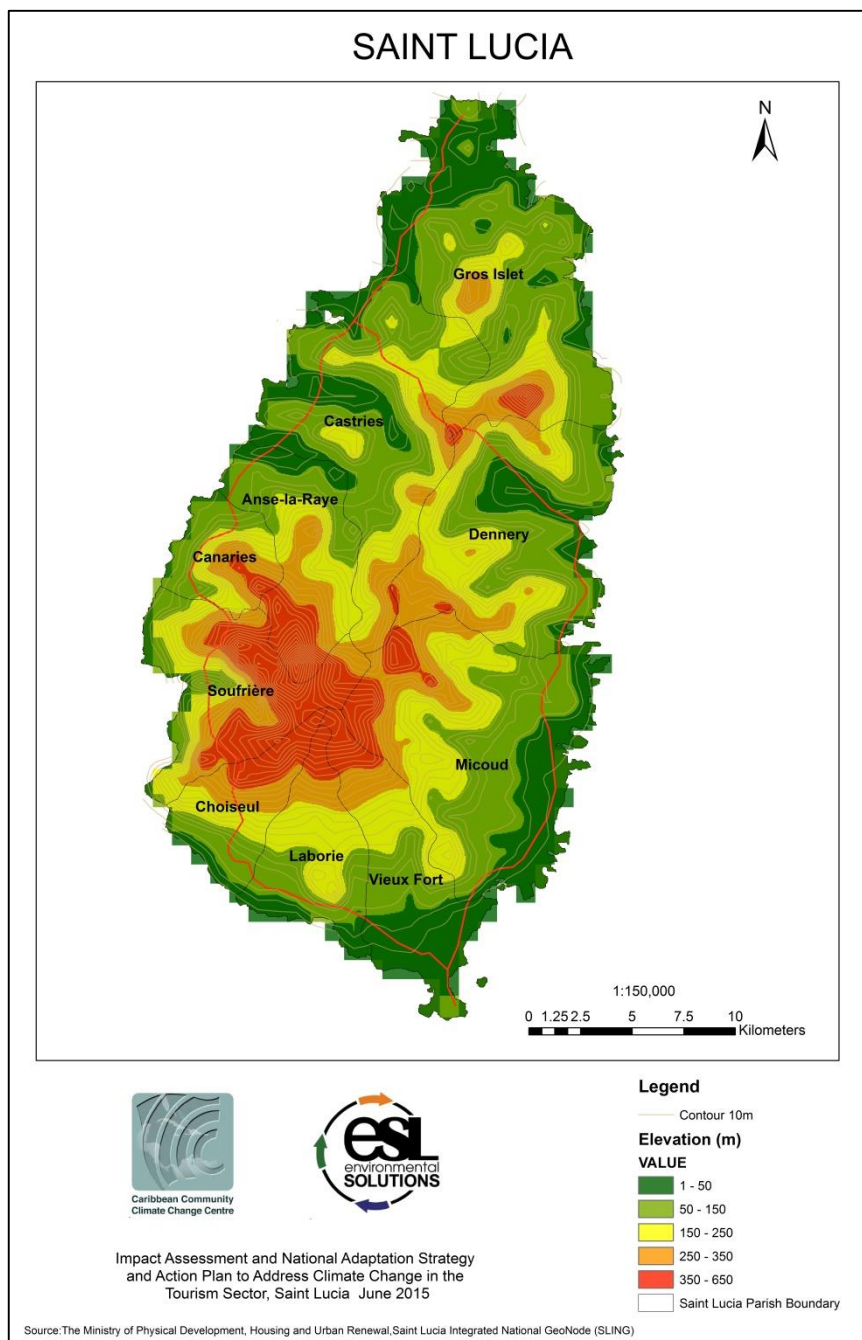 SAINT LUCIA
N
Gros Islet
Castries
Anse-la-Raye
Dennery
Canaries
Soufrière
Micoud
Choiseul
Laborie
Vieux Fort
1:150,000
0 1.25 2.5 5 7.5 10
Kilometers
Caribbean Community
Climate Change Centre
esL
environmental
SOLUTIONS
Impact Assessment and National Adaptation Strategy
and Action Plan to Address Climate Change in the
Tourism Sector, Saint Lucia June 2015
Legend
Contour 10m
Elevation (m)
VALUE
1 - 50
50 - 150
150 - 250
250 - 350
350 - 650
Saint Lucia Parish Boundary
Source:The Ministry of Physical Development, Housing and Urban Renewal,Saint Lucia Integrated National GeoNode (SLING)